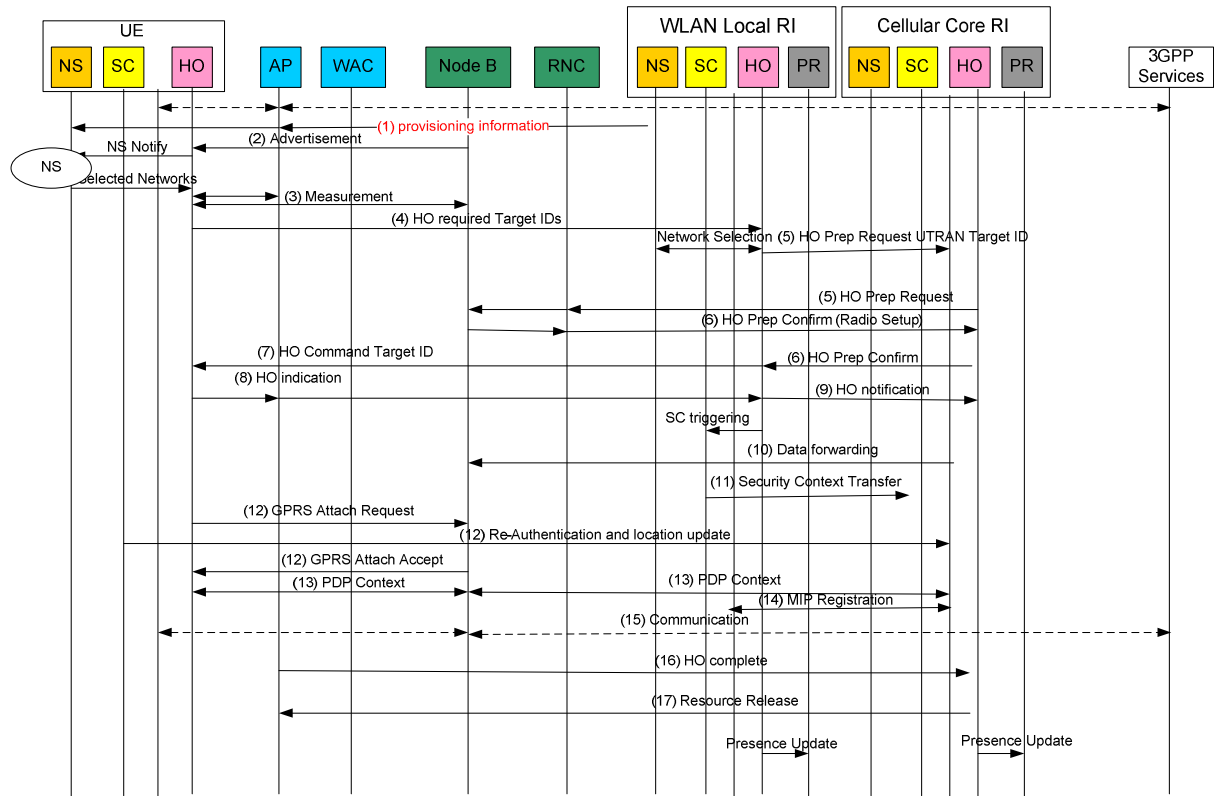 UE
WLAN Local RI
Cellular Core RI
NS
SC
HO
AP
WAC
Node B
RNC
NS
SC
HO
PR
NS
SC
HO
PR
3GPP
Services
(1) provisioning information
(2) Advertisement
NS Notify
NS
Selected Networks
(3) Measurement
(4) HO required Target IDs
Network Selection
(5) HO Prep Request UTRAN Target ID
(5) HO Prep Request
(6) HO Prep Confirm (Radio Setup)
(7) HO Command Target ID
(6) HO Prep Confirm
(8) HO indication
(9) HO notification
SC triggering
(10) Data forwarding
(11) Security Context Transfer
(12) GPRS Attach Request
(12) Re-Authentication and location update
(12) GPRS Attach Accept
(13) PDP Context
(13) PDP Context
(14) MIP Registration
(15) Communication
(16) HO complete
(17) Resource Release
Presence Update
Presence Update